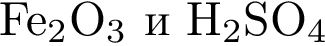 Fe₂O₃ и H₂SO₄